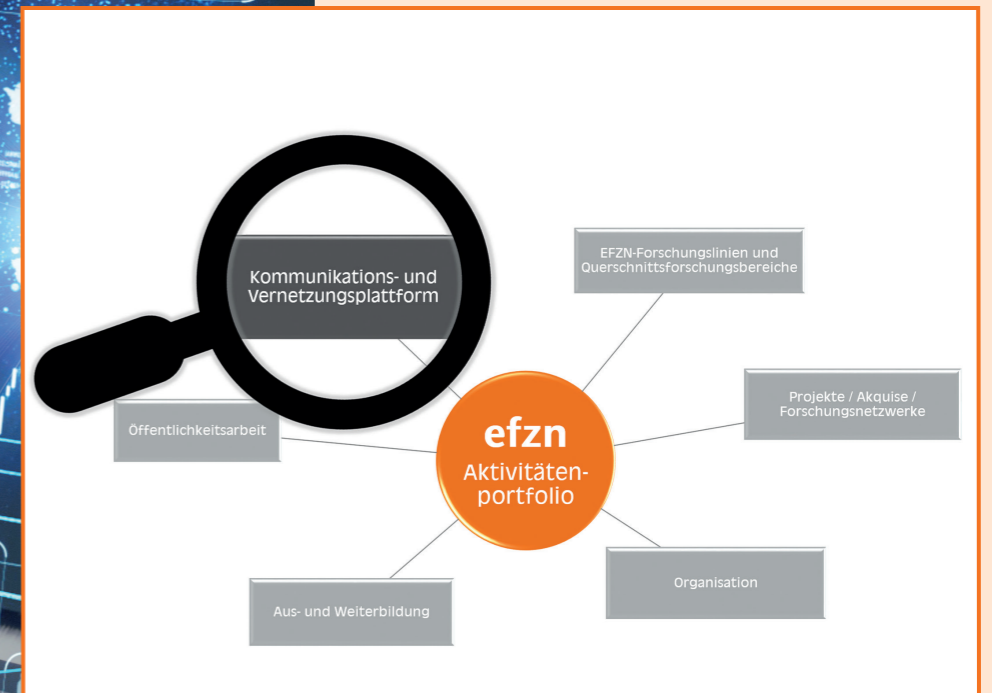 Kommunikations- und
Vernetzungsplattform
EFZN-Forschungslinien und
Querschnittsforschungsbereiche
Projekte / Akquise /
Forschungsnetzwerke
Öffentlichkeitsarbeit
efzn
Aktivitäten-
portfolio
Organisation
Aus- und Weiterbildung